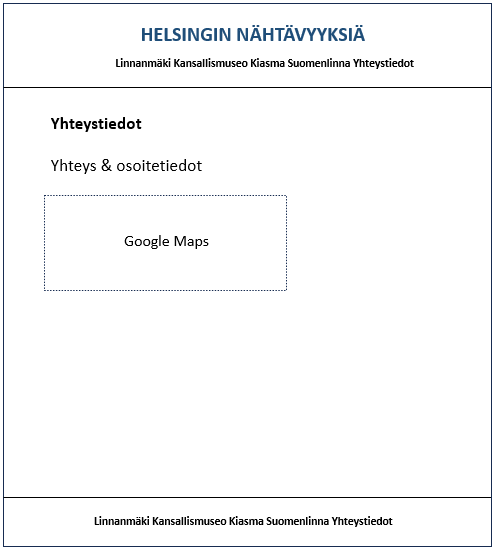 HELSINGIN NÄHTÄVYYKSIÄ
Linnanmäki Kansallismuseo Kiasma Suomenlinna Yhteystiedot
Yhteystiedot
Yhteys & osoitetiedot
Google Maps
Linnanmäki Kansallismuseo Kiasma Suomenlinna Yhteystiedot